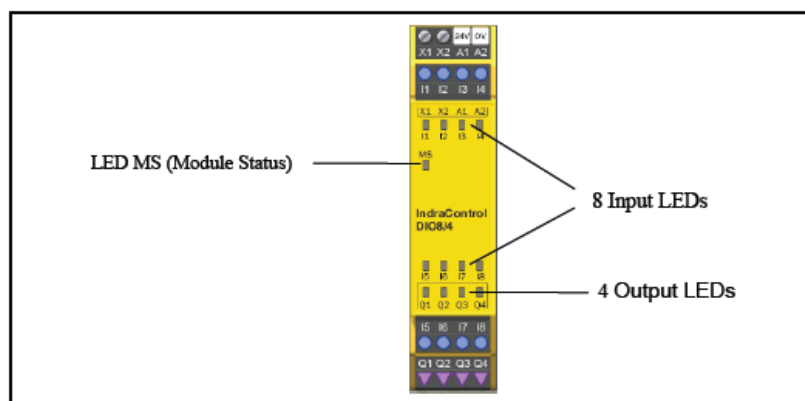 24V 0V
X1 X2 A1 A2
I1 I2 I3 I4
X1 X2 A1 A2
I1 I2 I3 I4
LED MS (Module Status)
MS
8 Input LEDs
IndraControl
DIO8/4
I5 I6 I7 I8
4 Output LEDs
Q1 Q2 Q3 Q4
I5 I6 I7 I8
Q1 Q2 Q3 Q4